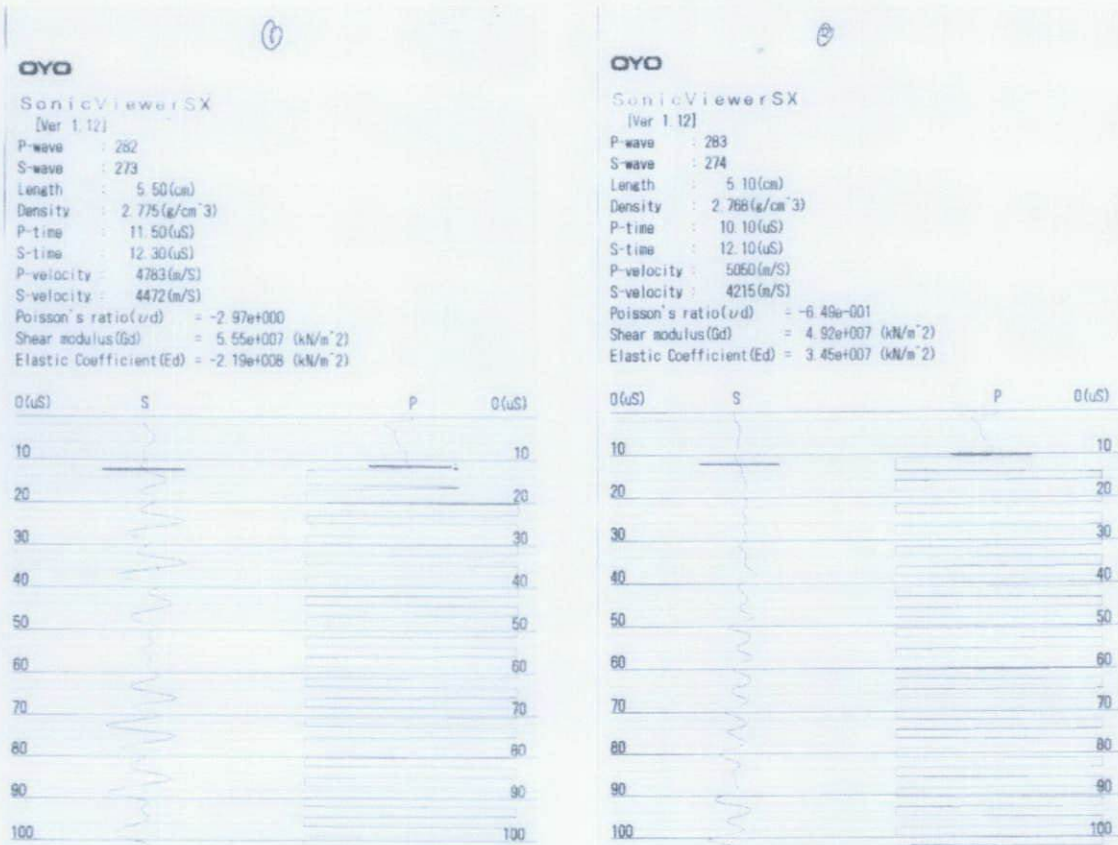 ①
OYO
SonicViewerSX
[Ver 1.12]
P-wave : 282
S-wave : 273
Length : 5.50(cm)
Density : 2.775(g/cm^3)
P-time : 11.50(uS)
S-time : 12.30(uS)
P-velocity : 4783(m/S)
S-velocity : 4472(m/S)
Poisson's ratio(νd) = -2.97e+000
Shear modulus(Gd) = 5.55e+007 (kN/m^2)
Elastic Coefficient(Ed) = -2.19e+008 (kN/m^2)
0(uS) S P 0(uS)
10 10
20 20
30 30
40 40
50 50
60 60
70 70
80 80
90 90
100 100
②
OYO
SonicViewerSX
[Ver 1.12]
P-wave : 283
S-wave : 274
Length : 5.10(cm)
Density : 2.768(g/cm^3)
P-time : 10.10(uS)
S-time : 12.10(uS)
P-velocity : 5050(m/S)
S-velocity : 4215(m/S)
Poisson's ratio(νd) = -6.49e-001
Shear modulus(Gd) = 4.92e+007 (kN/m^2)
Elastic Coefficient(Ed) = 3.45e+007 (kN/m^2)
0(uS) S P 0(uS)
10 10
20 20
30 30
40 40
50 50
60 60
70 70
80 80
90 90
100 100